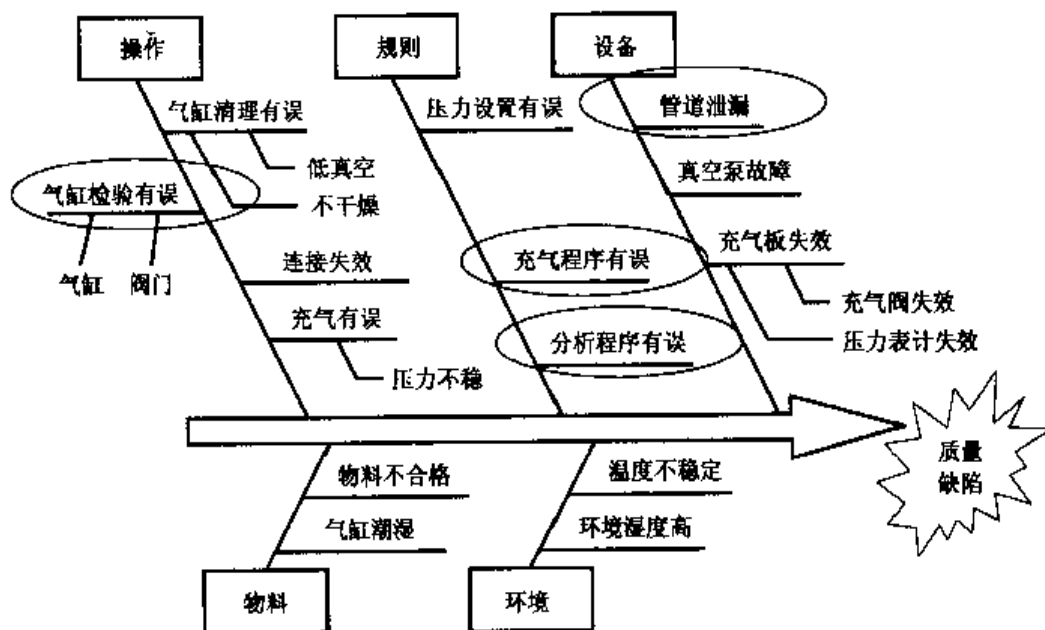 操作
规则
设备
气缸清理有误
压力设置有误
管道泄漏
低真空
真空泵故障
气缸检验有误
不干燥
气缸
阀门
连接失效
充气程序有误
充气板失效
充气有误
分析程序有误
充气阀失效
压力不稳
压力表计失效
质量
缺陷
物料不合格
温度不稳定
气缸潮湿
环境湿度高
物料
环境